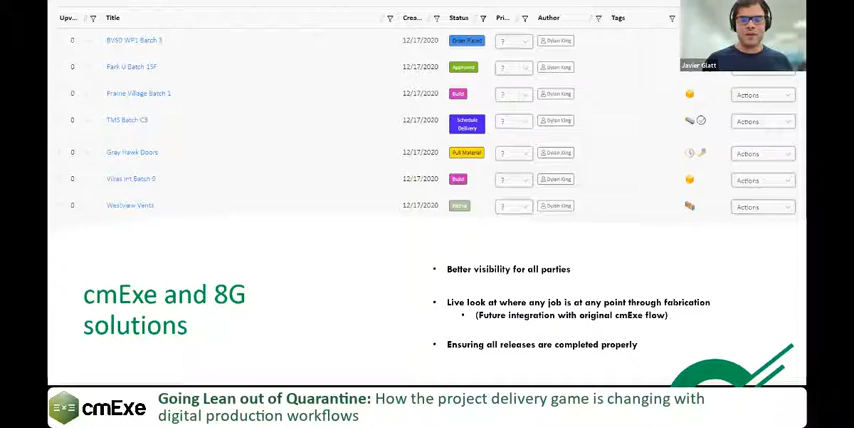 Upv... Title Crea... Status Pri... Author Tags
0 BV60 WP1 Batch 3 12/17/2020 Order Placed ? Dylan King
0 Park U Batch 15F 12/17/2020 Approved ? Dylan King
0 Prairie Village Batch 1 12/17/2020 Build ? Dylan King Actions
0 TMS Batch C3 12/17/2020 Schedule Delivery ? Dylan King Actions
0 Gray Hawk Doors 12/17/2020 Pull Material ? Dylan King Actions
0 Villas Int Batch 9 12/17/2020 Build ? Dylan King Actions
0 Westview Vents 12/17/2020 ? Dylan King Actions
Javier Glatt
cmExe and 8G
solutions
• Better visibility for all parties
• Live look at where any job is at any point through fabrication
• (Future integration with original cmExe flow)
• Ensuring all releases are completed properly
EXE cmExe
Going Lean out of Quarantine: How the project delivery game is changing with
digital production workflows